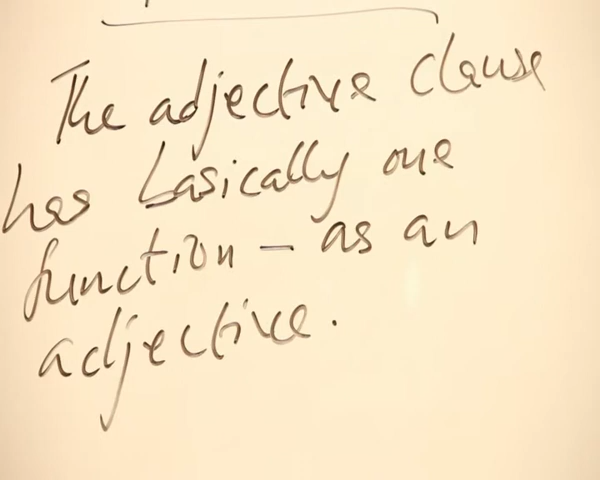 The adjective clause
has basically one
function – as an
adjective.